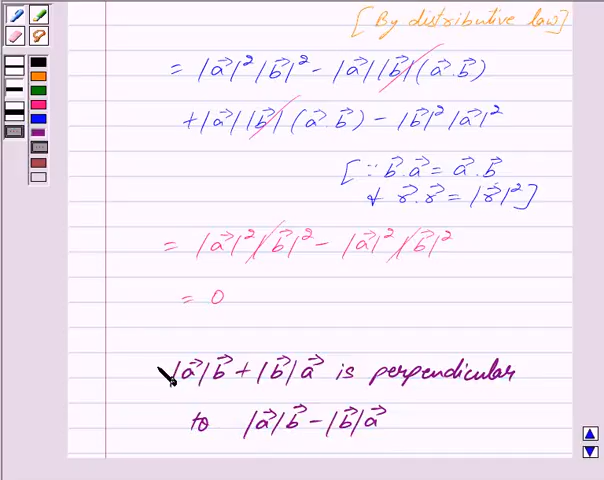 [By distributive law]
= |a⃗|² |b⃗|² - |a⃗| |b⃗| (a⃗.b⃗)
+ |a⃗| |b⃗| (a⃗.b⃗) - |b⃗|² |a⃗|²
[∵ b⃗.a⃗ = a⃗.b⃗
& r⃗.r⃗ = |r⃗|²]
= |a⃗|² |b⃗|² - |a⃗|² |b⃗|²
= 0
|a⃗| b⃗ + |b⃗| a⃗ is perpendicular
to |a⃗| b⃗ - |b⃗| a⃗